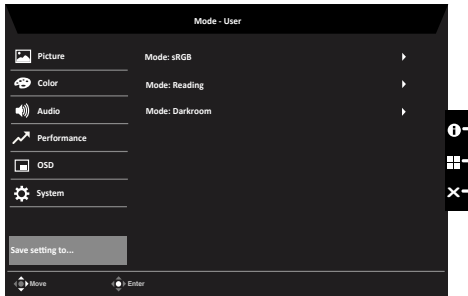 Mode - User
Picture
Mode: sRGB
Color
Mode: Reading
Audio
Mode: Darkroom
Performance
OSD
System
Save setting to...
Move
Enter